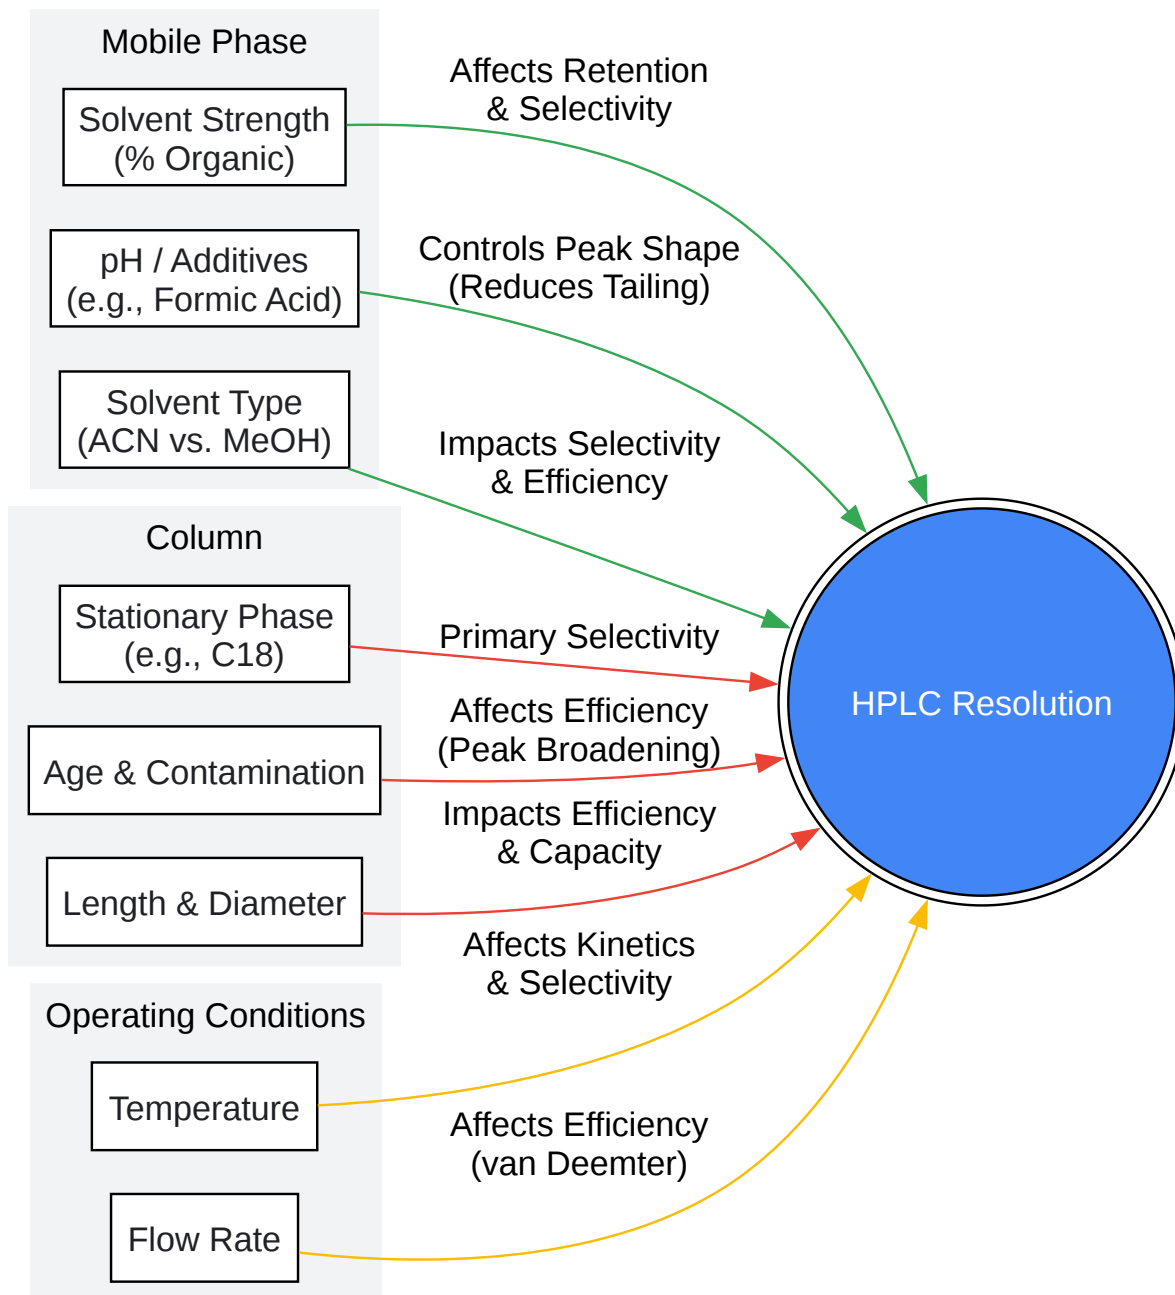 Mobile Phase
Solvent Strength
(% Organic)
Affects Retention
& Selectivity
pH / Additives
(e.g., Formic Acid)
Controls Peak Shape
(Reduces Tailing)
Solvent Type
(ACN vs. MeOH)
Impacts Selectivity
& Efficiency
Column
Stationary Phase
(e.g., C18)
Primary Selectivity
Age & Contamination
Affects Efficiency
(Peak Broadening)
Length & Diameter
Impacts Efficiency
& Capacity
Operating Conditions
Temperature
Affects Kinetics
& Selectivity
Flow Rate
Affects Efficiency
(van Deemter)
HPLC Resolution